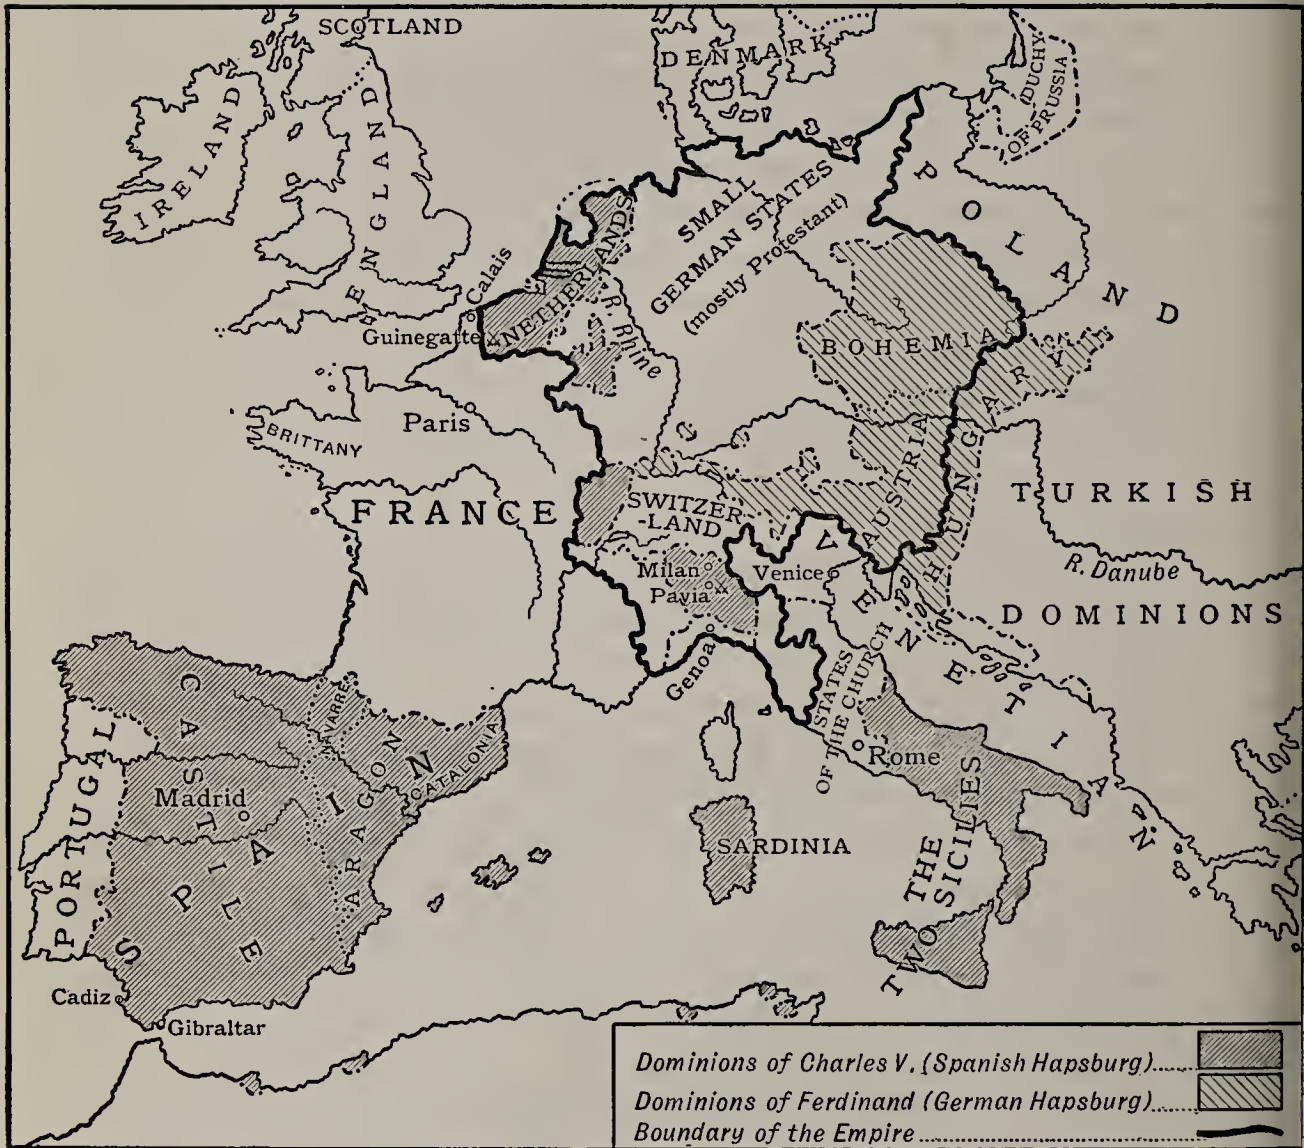 SCOTLAND
IRELAND
ENGLAND
DENMARK
DUCHY
OF PRUSSIA
POLAND
SMALL
GERMAN STATES
(mostly Protestant)
Calais
Guinegatte
NETHERLANDS
R. Rhine
BOHEMIA
Paris
BRITTANY
FRANCE
SWITZER
-LAND
AUSTRIA
HUNGARY
TURKISH
R. Danube
DOMINIONS
Milan
Pavia
Venice
VENETIAN
Genoa
STATES
OF THE CHURCH
Rome
NAVARRE
CATALONIA
ARAGON
CASTILE
SPAIN
Madrid
PORTUGAL
SARDINIA
THE
TWO SICILIES
Cadiz
Gibraltar
Dominions of Charles V. (Spanish Hapsburg)......
Dominions of Ferdinand (German Hapsburg)......
Boundary of the Empire......